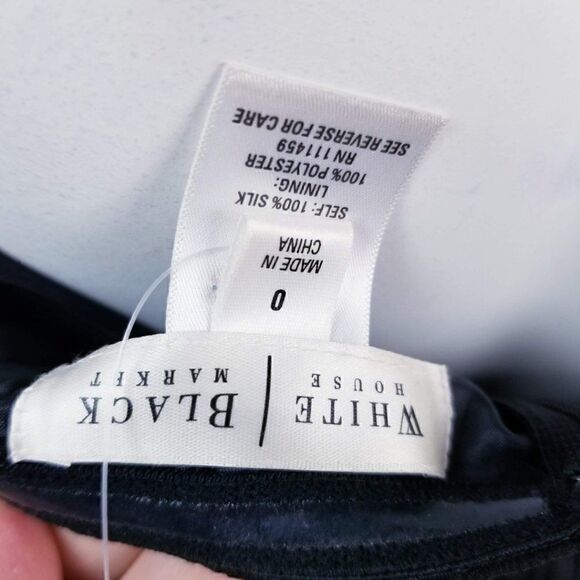 WHITE | BLACK
HOUSE MARKET
0
MADE IN
CHINA
SELF: 100% SILK
LINING:
100% POLYESTER
RN 111459
SEE REVERSE FOR CARE